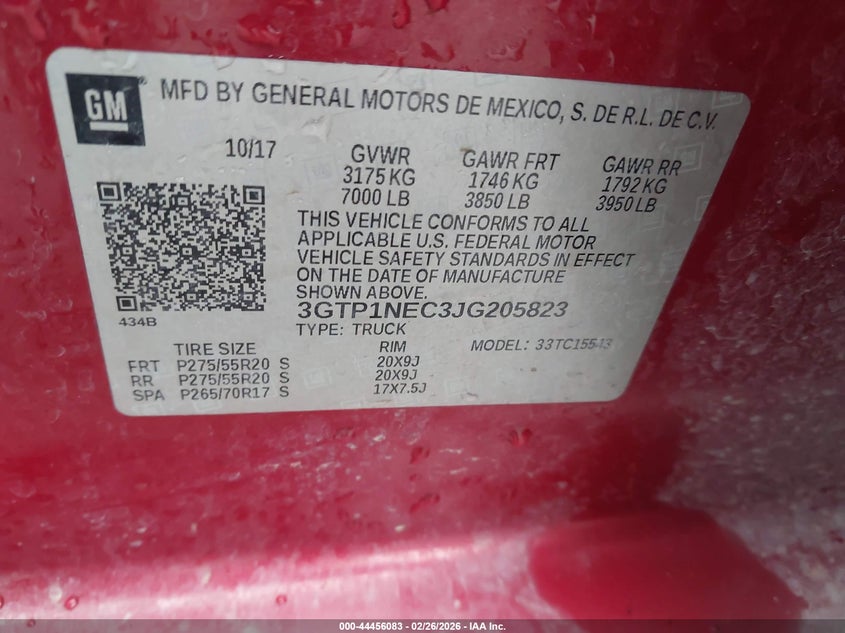 GM ®
MFD BY GENERAL MOTORS DE MEXICO, S. DE R.L. DE C.V.
10/17 GVWR GAWR FRT GAWR RR
3175 KG 1746 KG 1792 KG
7000 LB 3850 LB 3950 LB
THIS VEHICLE CONFORMS TO ALL
APPLICABLE U.S. FEDERAL MOTOR
VEHICLE SAFETY STANDARDS IN EFFECT
ON THE DATE OF MANUFACTURE
SHOWN ABOVE.
434B
3GTP1NEC3JG205823
TYPE: TRUCK
TIRE SIZE RIM MODEL: 33TC15543
FRT P275/55R20 S 20X9J
RR P275/55R20 S 20X9J
SPA P265/70R17 S 17X7.5J
000-44456083 - 02/26/2026 - IAA Inc.